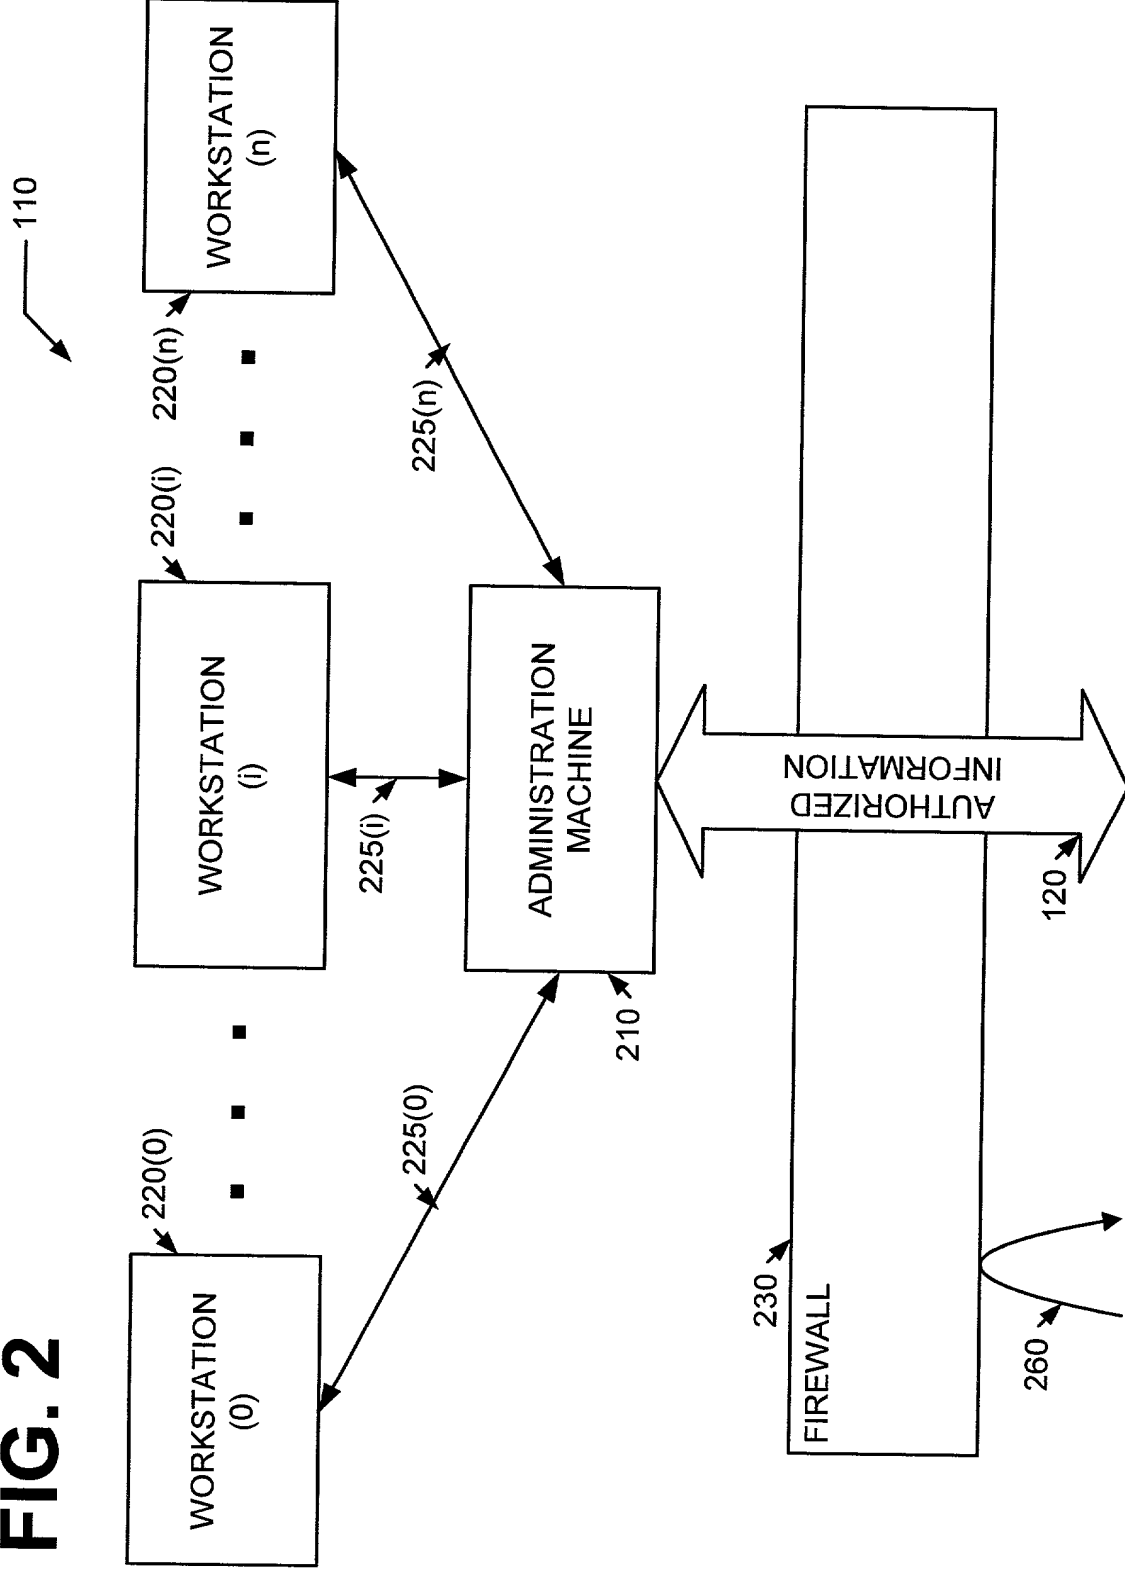 FIG. 2
110
WORKSTATION
(0)
220(0)
WORKSTATION
(i)
220(i)
220(n)
WORKSTATION
(n)
225(0)
225(i)
225(n)
ADMINISTRATION
MACHINE
210
230
FIREWALL
AUTHORIZED
INFORMATION
120
260